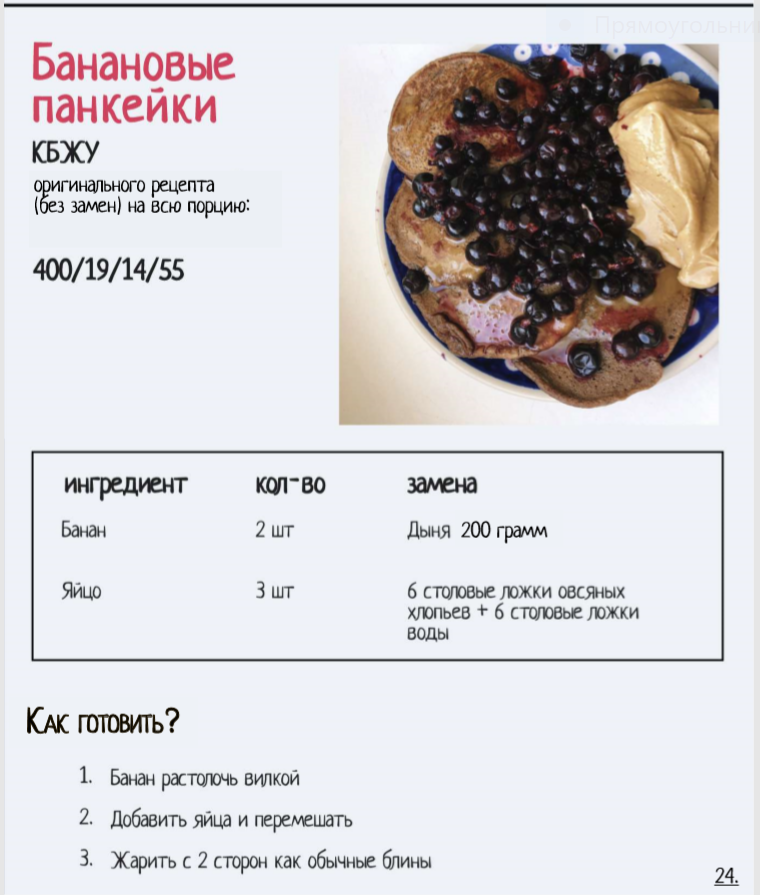 Прямоугольни
Банановые
панкейки
КБЖУ
оригинального рецепта
(без замен) на всю порцию:
400/19/14/55
ингредиент кол-во замена
Банан 2 шт Дыня 200 грамм
Яйцо 3 шт 6 столовые ложки овсяных
хлопьев + 6 столовые ложки
воды
Как готовить?
1. Банан растолочь вилкой
2. Добавить яйца и перемешать
3. Жарить с 2 сторон как обычные блины
24.